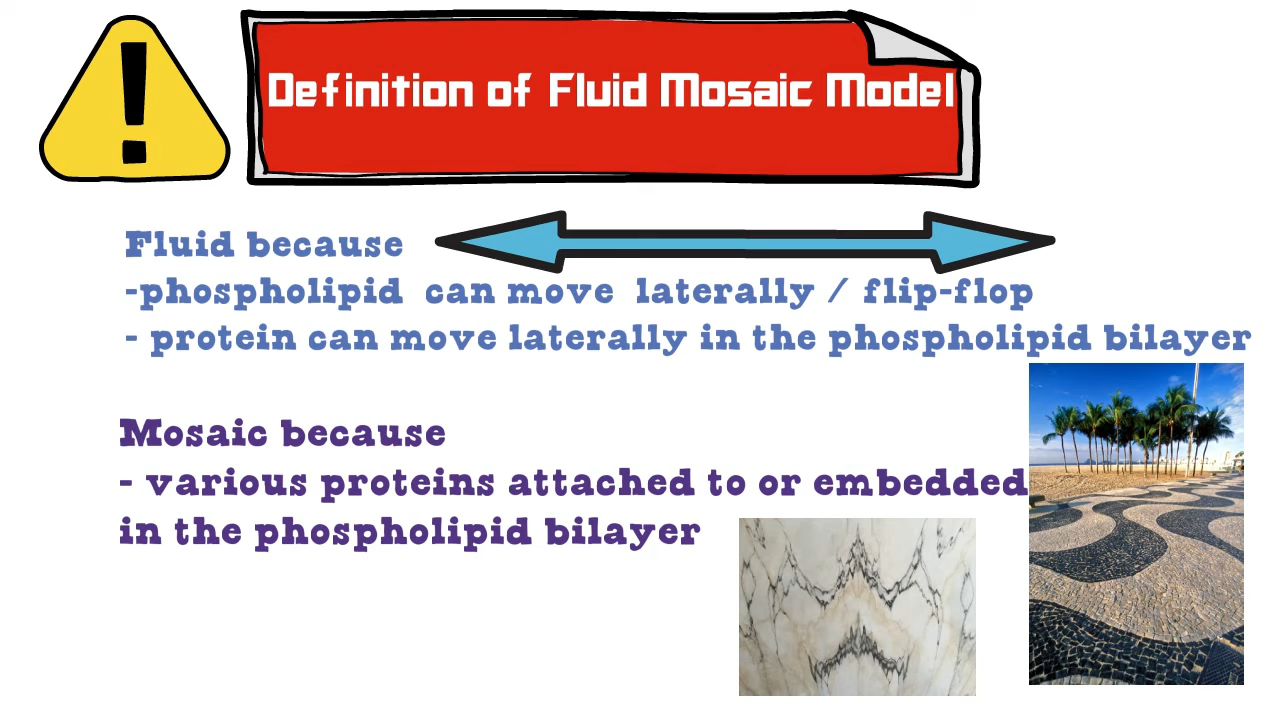 Definition of Fluid Mosaic Model
Fluid because
-phospholipid can move laterally / flip-flop
- protein can move laterally in the phospholipid bilayer
Mosaic because
- various proteins attached to or embedded
in the phospholipid bilayer